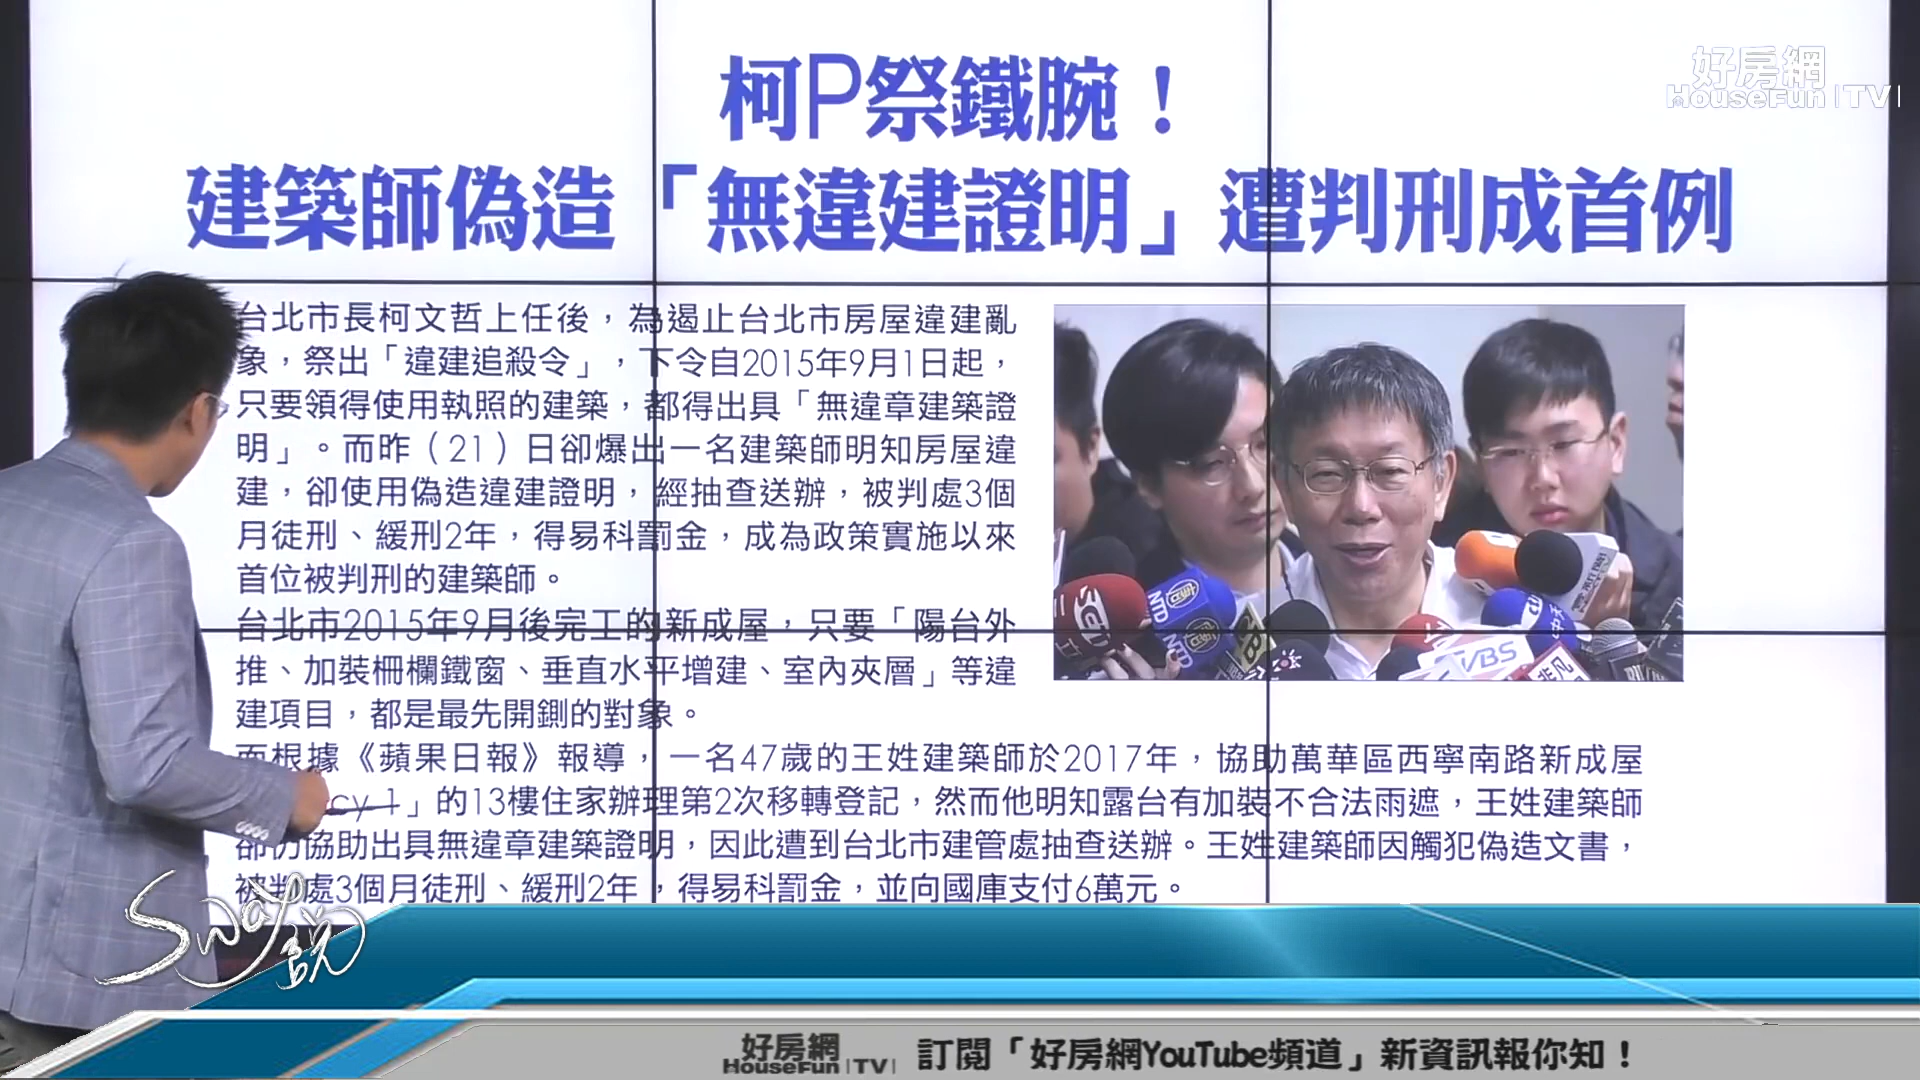 柯P祭鐵腕！
好房網
HouseFun|TV|
建築師偽造「無違建證明」遭判刑成首例
台北市長柯文哲上任後，為遏止台北市房屋違建亂
象，祭出「違建追殺令」，下令自2015年9月1日起，
只要領得使用執照的建築，都得出具「無違章建築證
明」。而昨（21）日卻爆出一名建築師明知房屋違
建，卻使用偽造違建證明，經抽查送辦，被判處3個
月徒刑、緩刑2年，得易科罰金，成為政策實施以來
首位被判刑的建築師。
台北市2015年9月後完工的新成屋，只要「陽台外
推、加裝柵欄鐵窗、垂直水平增建、室內夾層」等違
建項目，都是最先開鍘的對象。
而根據《蘋果日報》報導，一名47歲的王姓建築師於2017年，協助萬華區西寧南路新成屋
cy 1」的13樓住家辦理第2次移轉登記，然而他明知露台有加裝不合法雨遮，王姓建築師
卻仍協助出具無違章建築證明，因此遭到台北市建管處抽查送辦。王姓建築師因觸犯偽造文書，
被判處3個月徒刑、緩刑2年，得易科罰金，並向國庫支付6萬元。
SET
NTD
NTD
TVBS
非凡
Sway說
好房網
HouseFun|TV|
訂閱「好房網YouTube頻道」新資訊報你知！